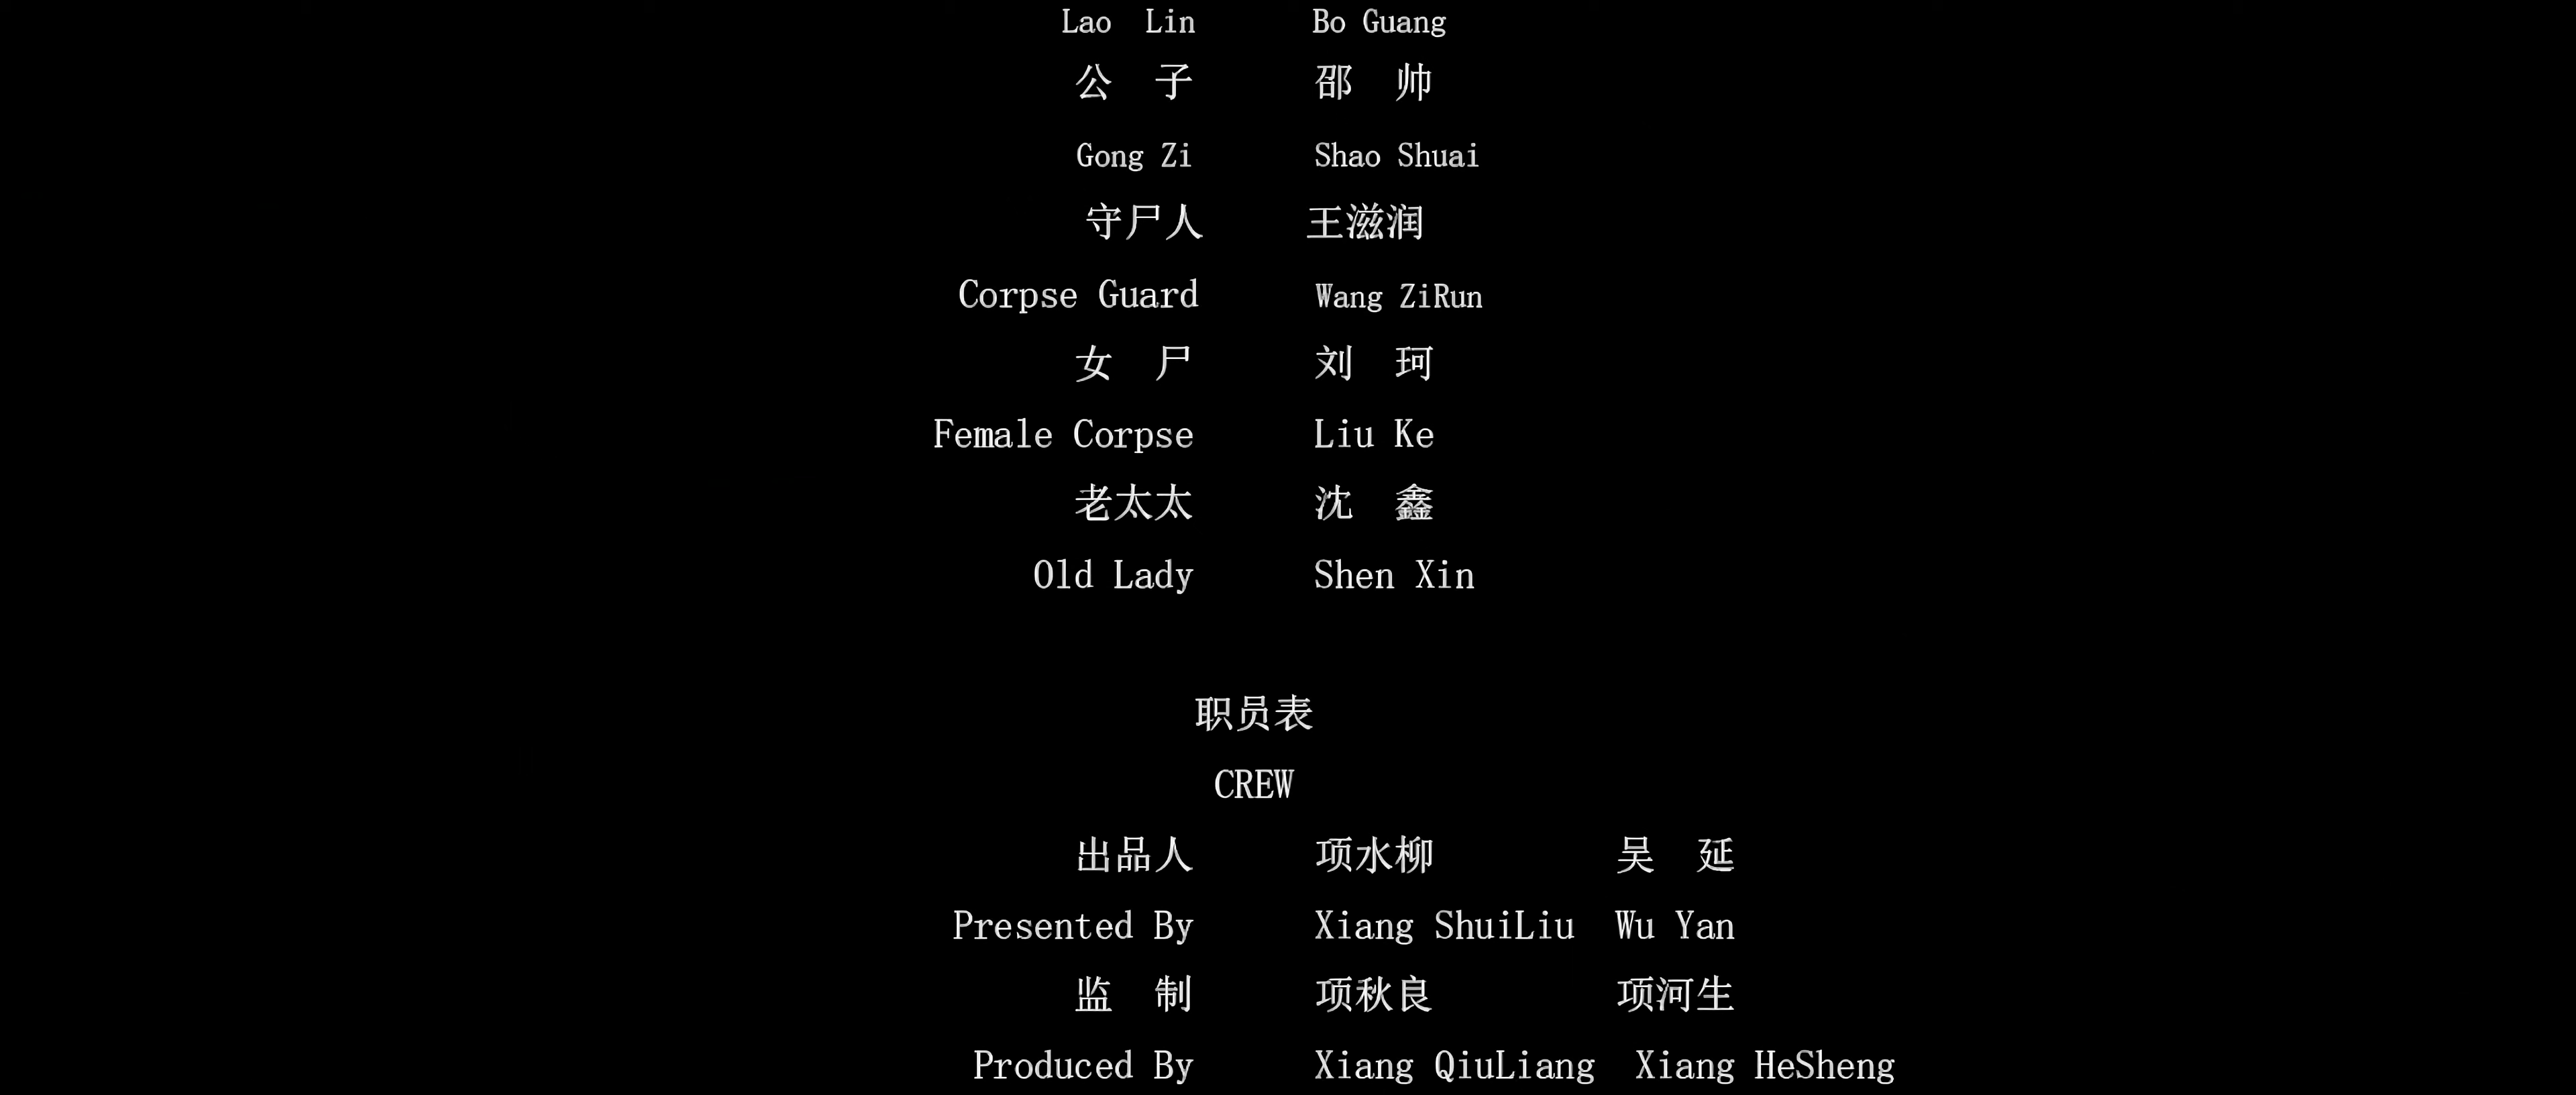 Lao Lin Bo Guang
公 子 邵 帅
Gong Zi Shao Shuai
守尸人 王滋润
Corpse Guard Wang ZiRun
女 尸 刘 珂
Female Corpse Liu Ke
老太太 沈 鑫
Old Lady Shen Xin
职员表
CREW
出品人 项水柳 吴 延
Presented By Xiang ShuiLiu Wu Yan
监 制 项秋良 项河生
Produced By Xiang QiuLiang Xiang HeSheng